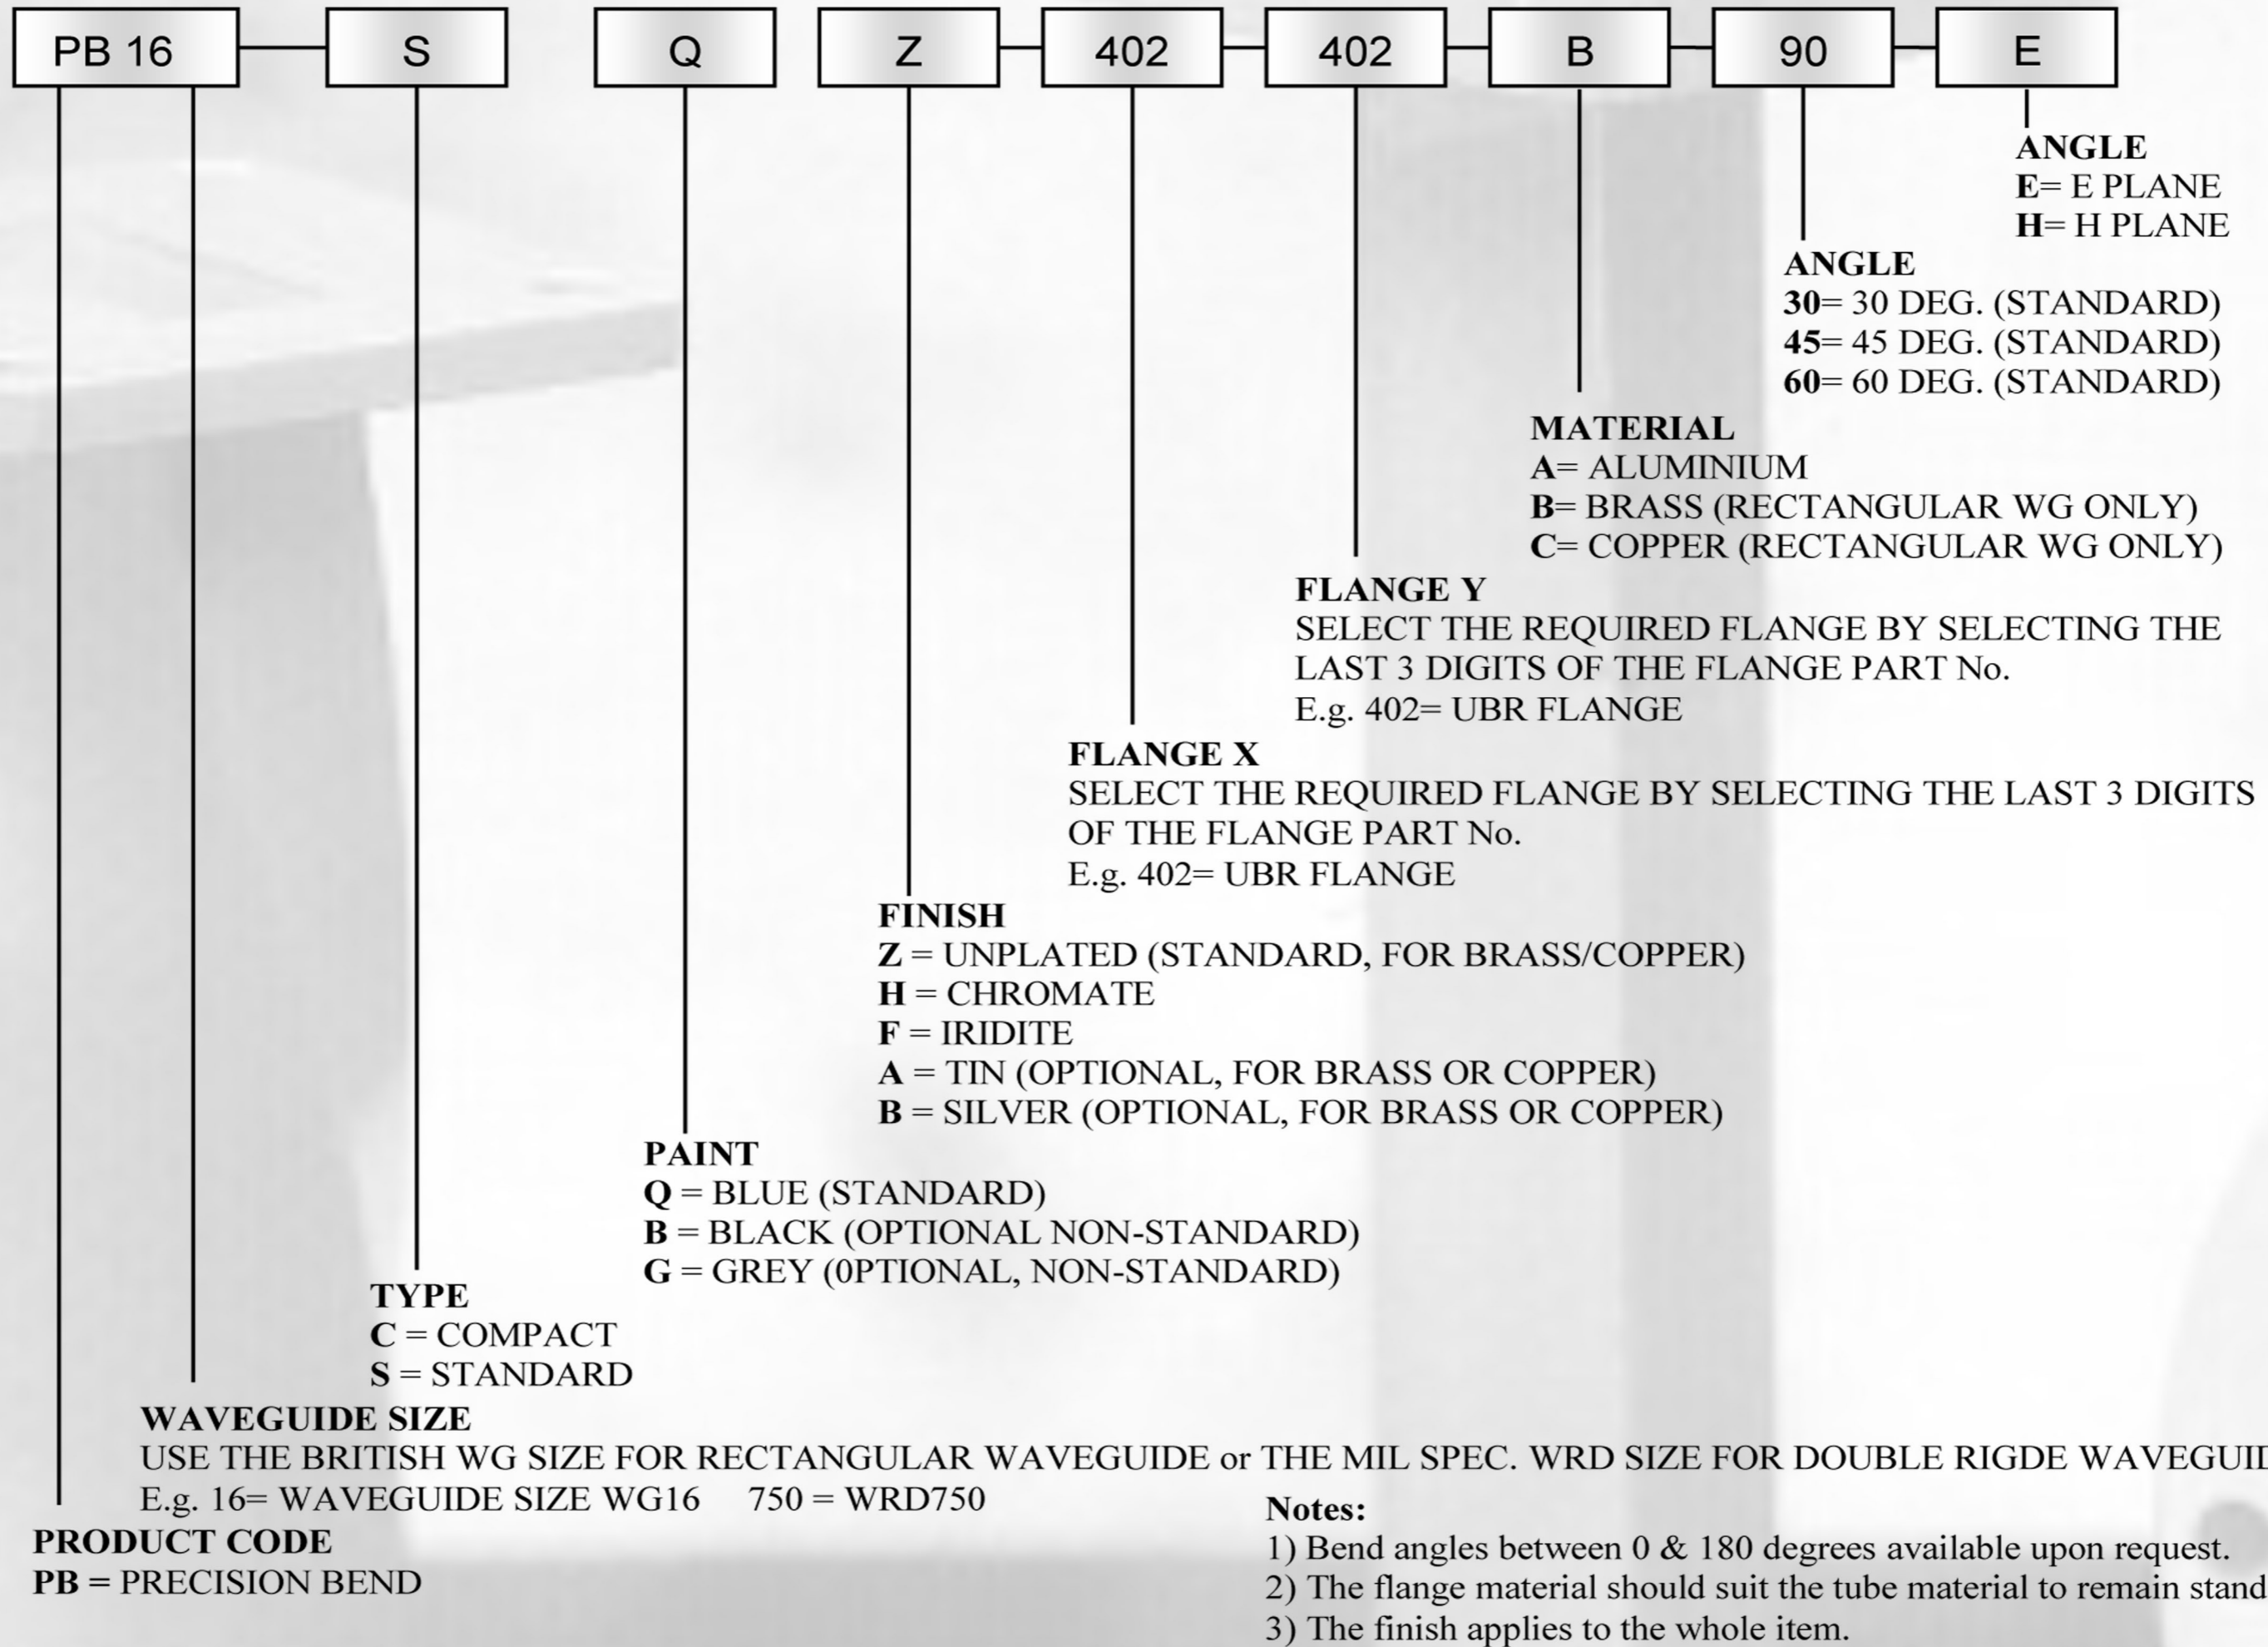 PB 16 S Q Z 402 402 B 90 E
ANGLE
E= E PLANE
H= H PLANE
ANGLE
30= 30 DEG. (STANDARD)
45= 45 DEG. (STANDARD)
60= 60 DEG. (STANDARD)
MATERIAL
A= ALUMINIUM
B= BRASS (RECTANGULAR WG ONLY)
C= COPPER (RECTANGULAR WG ONLY)
FLANGE Y
SELECT THE REQUIRED FLANGE BY SELECTING THE
LAST 3 DIGITS OF THE FLANGE PART No.
E.g. 402= UBR FLANGE
FLANGE X
SELECT THE REQUIRED FLANGE BY SELECTING THE LAST 3 DIGITS
OF THE FLANGE PART No.
E.g. 402= UBR FLANGE
FINISH
Z = UNPLATED (STANDARD, FOR BRASS/COPPER)
H = CHROMATE
F = IRIDITE
A = TIN (OPTIONAL, FOR BRASS OR COPPER)
B = SILVER (OPTIONAL, FOR BRASS OR COPPER)
PAINT
Q = BLUE (STANDARD)
B = BLACK (OPTIONAL NON-STANDARD)
G = GREY (0PTIONAL, NON-STANDARD)
TYPE
C = COMPACT
S = STANDARD
WAVEGUIDE SIZE
USE THE BRITISH WG SIZE FOR RECTANGULAR WAVEGUIDE or THE MIL SPEC. WRD SIZE FOR DOUBLE RIGDE
E.g. 16= WAVEGUIDE SIZE WG16 750 = WRD750
PRODUCT CODE
PB = PRECISION BEND
Notes:
1) Bend angles between 0 & 180 degrees available upon request.
2) The flange material should suit the tube material to remain
3) The finish applies to the whole item.